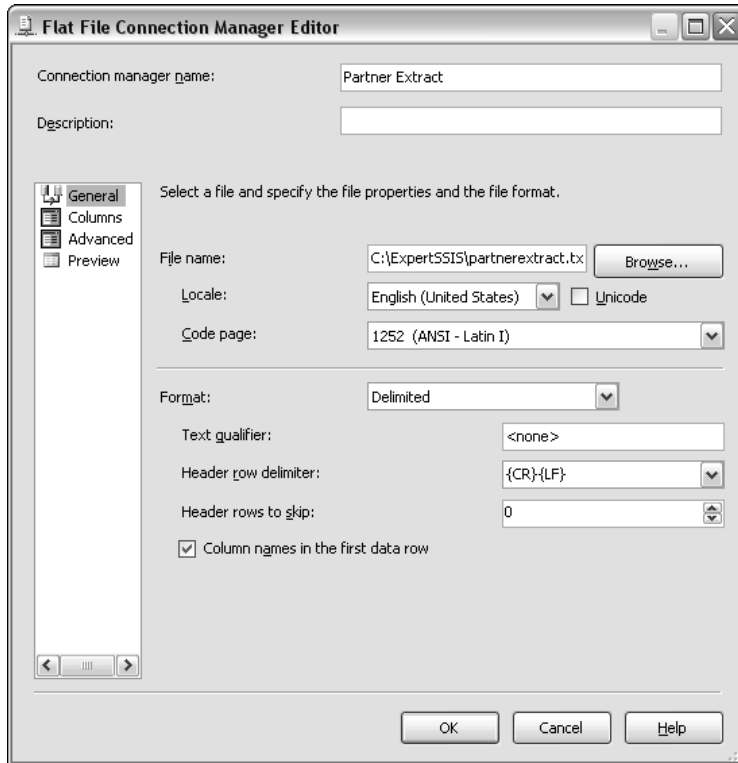 Flat File Connection Manager Editor
Connection manager name: Partner Extract
Description:
General
Columns
Advanced
Preview
Select a file and specify the file properties and the file format.
File name: C:\ExpertSSIS\partnerextract.tx Browse...
Locale: English (United States) Unicode
Code page: 1252 (ANSI - Latin I)
Format: Delimited
Text qualifier: <none>
Header row delimiter: {CR}{LF}
Header rows to skip: 0
Column names in the first data row
OK Cancel Help